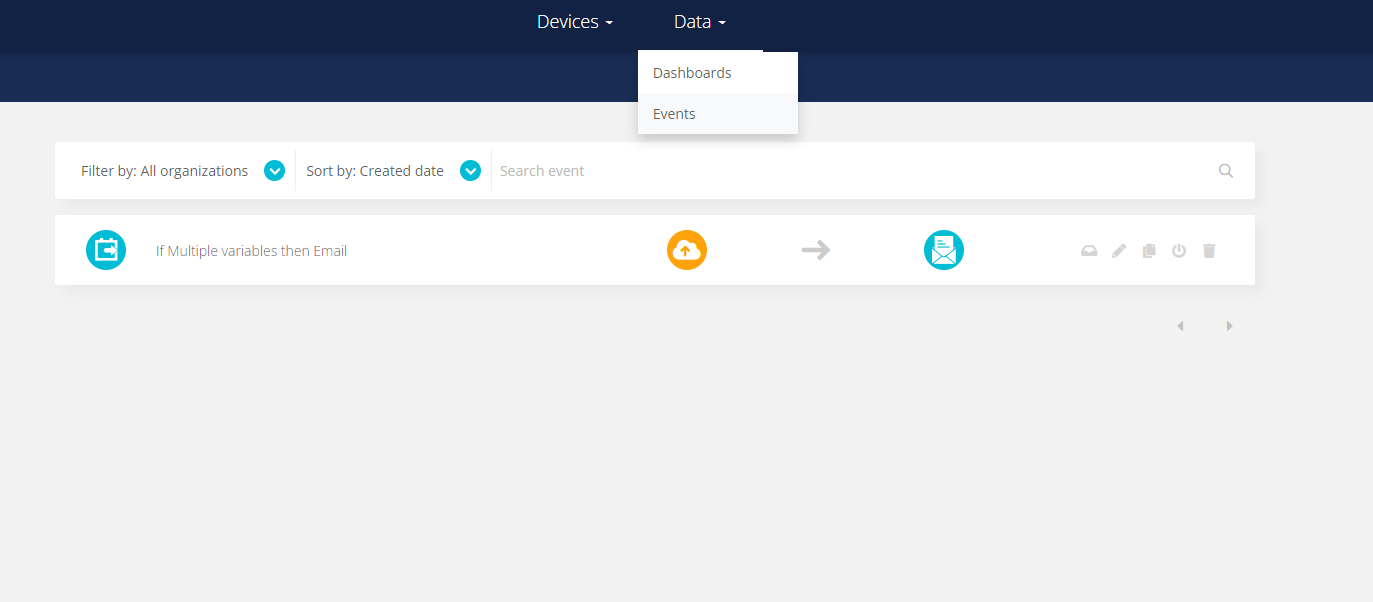 Devices
Data
Dashboards
Events
Filter by: All organizations
Sort by: Created date
Search event
If Multiple variables then Email